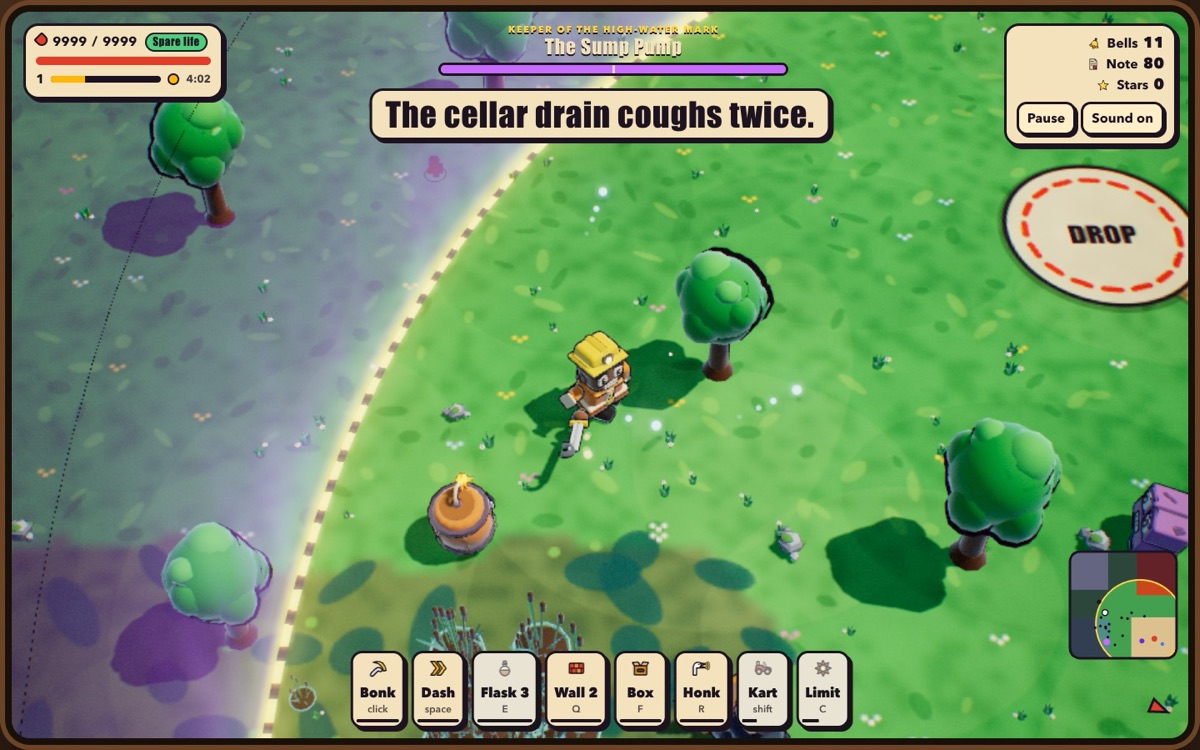 9999 / 9999 Spare life
1 4:02
KEEPER OF THE HIGH-WATER MARK
The Sump Pump
The cellar drain coughs twice.
Bells 11
Note 80
Stars 0
Pause Sound on
DROP
Bonk Dash Flask 3 Wall 2 Box Honk Kart Limit
click space E Q F R shift C